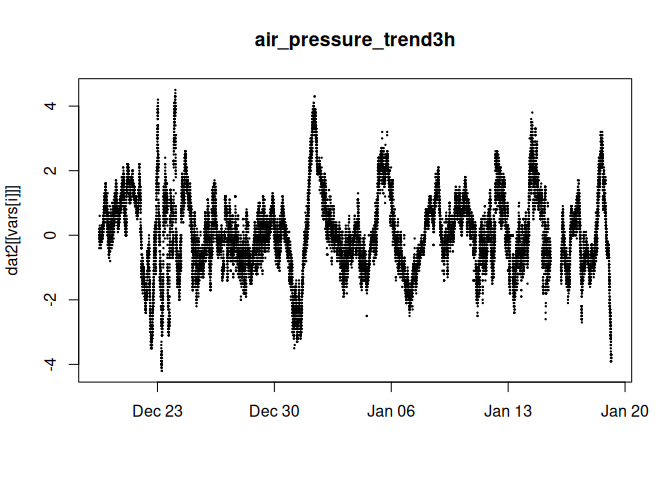 air_pressure_trend3h
dat2[[vars[i]]]
4
2
0
-2
-4
Dec 23
Dec 30
Jan 06
Jan 13
Jan 20